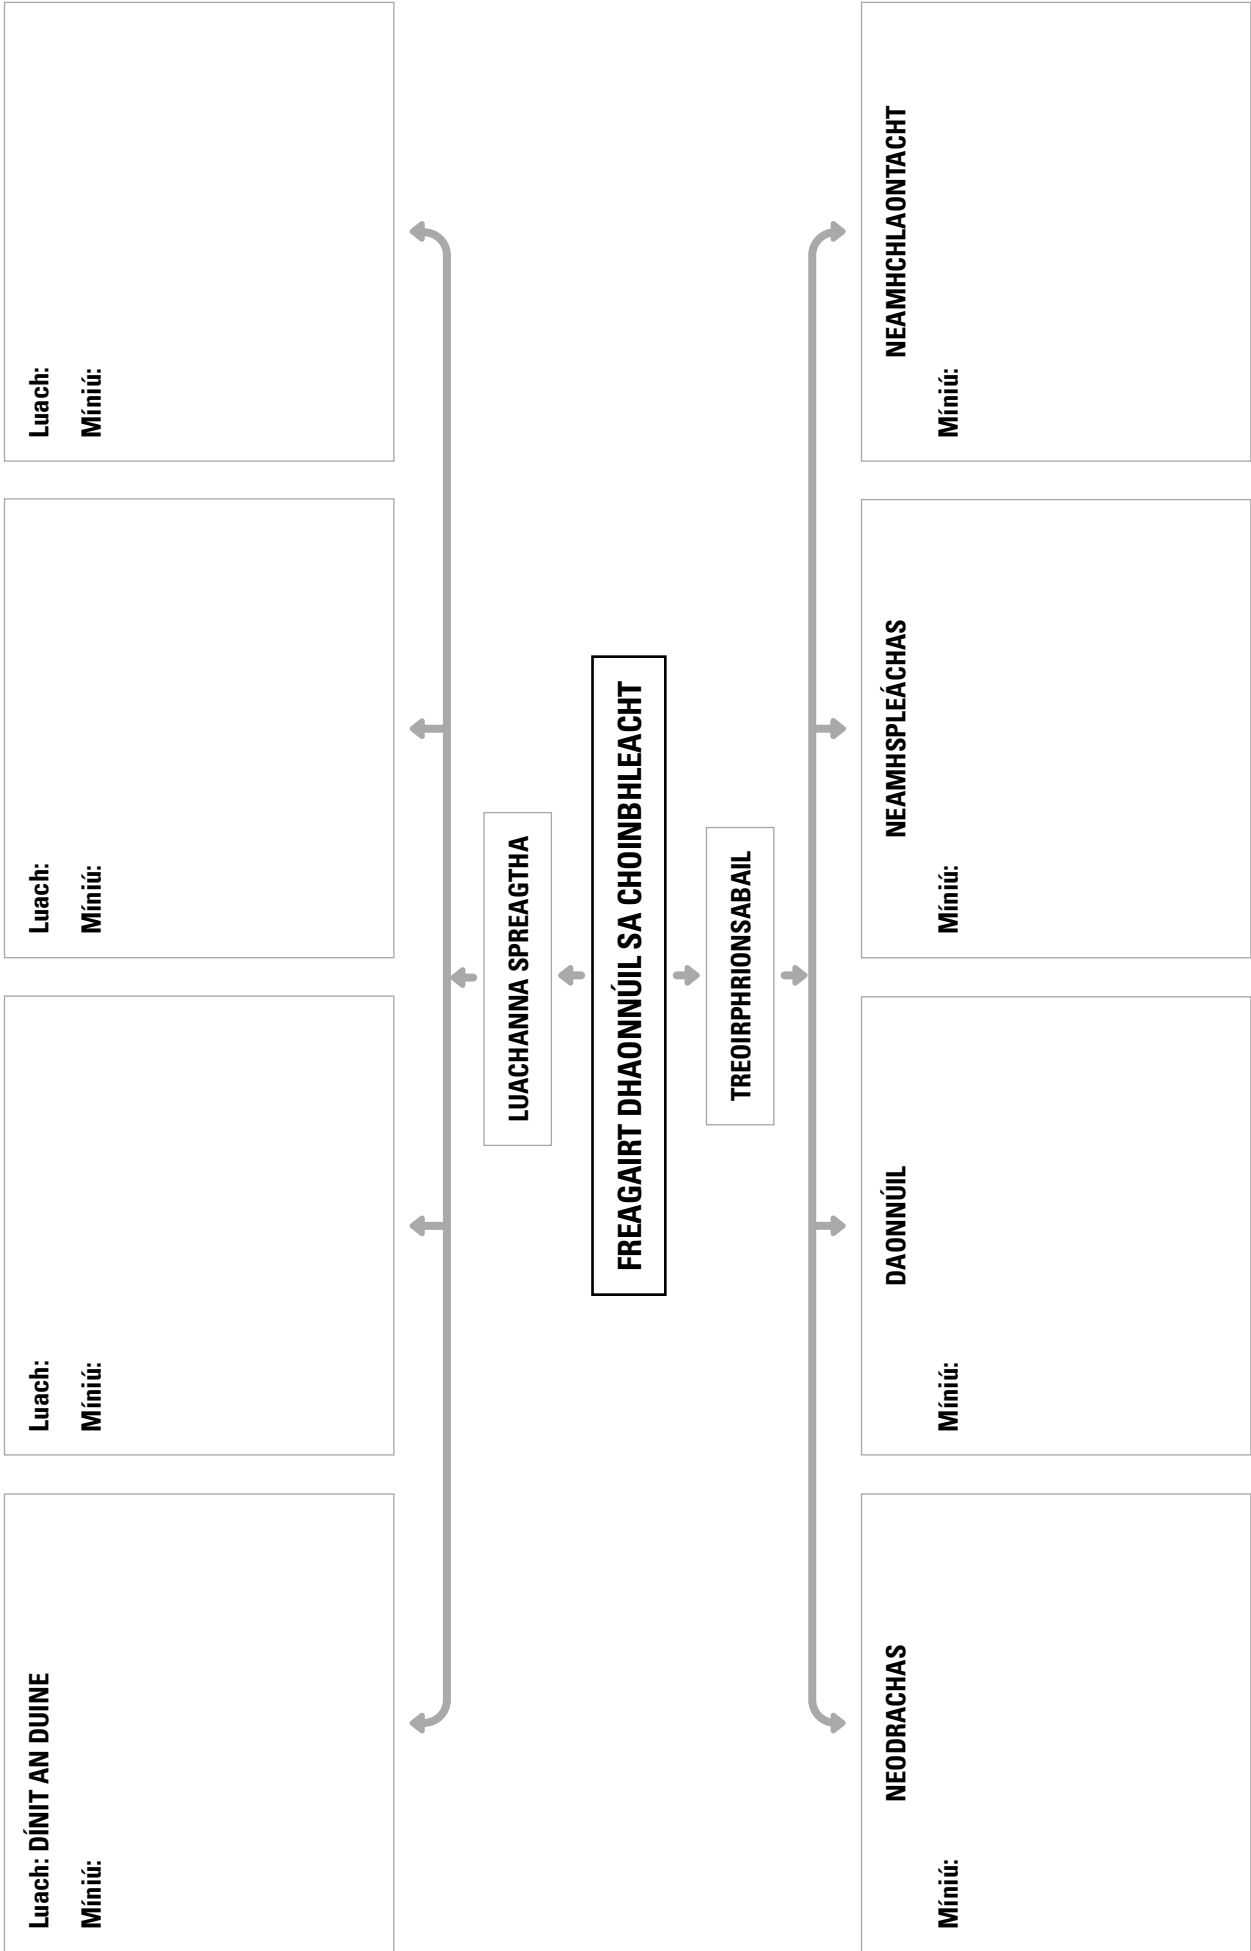 Luach: DÍNIT AN DUINE
Míniú:
Luach:
Míniú:
Luach:
Míniú:
Luach:
Míniú:
LUACHANNA SPREAGTHA
FREAGAIRT DHAONNÚIL SA CHOINBHLEACHT
TREOIRPHRIONSABAIL
NEODRACHAS
Míniú:
DAONNÚIL
Míniú:
NEAMHSPLEÁCHAS
Míniú:
NEAMHCHLAONTACHT
Míniú: